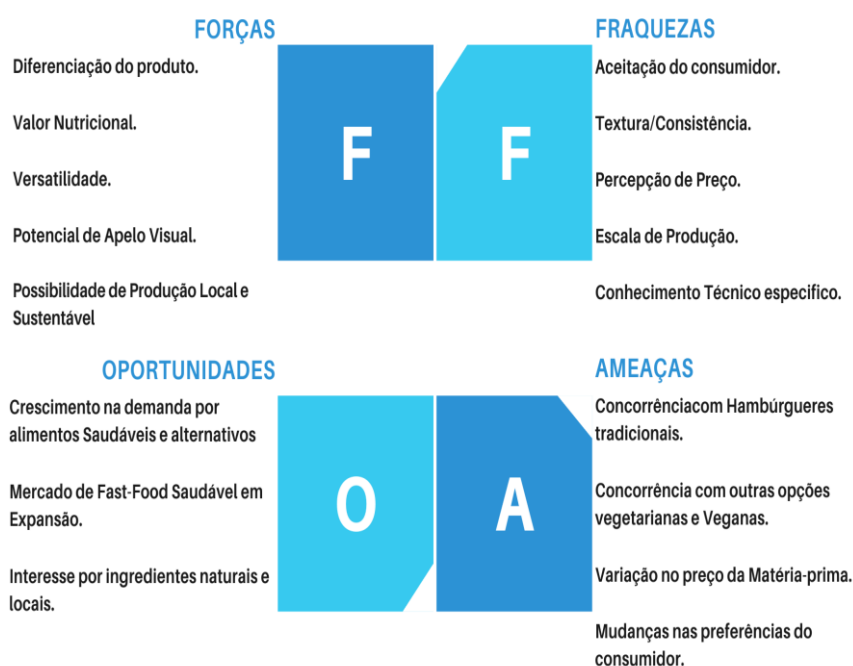 FORÇAS
Diferenciação do produto.
Valor Nutricional.
Versatilidade.
Potencial de Apelo Visual.
Possibilidade de Produção Local e
Sustentável
F
F
FRAQUEZAS
Aceitação do consumidor.
Textura/Consistência.
Percepção de Preço.
Escala de Produção.
Conhecimento Técnico especifico.
OPORTUNIDADES
Crescimento na demanda por
alimentos Saudáveis e alternativos
Mercado de Fast-Food Saudável em
Expansão.
Interesse por ingredientes naturais e
locais.
O
A
AMEAÇAS
Concorrênciacom Hambúrgueres
tradicionais.
Concorrência com outras opções
vegetarianas e Veganas.
Variação no preço da Matéria-prima.
Mudanças nas preferências do
consumidor.